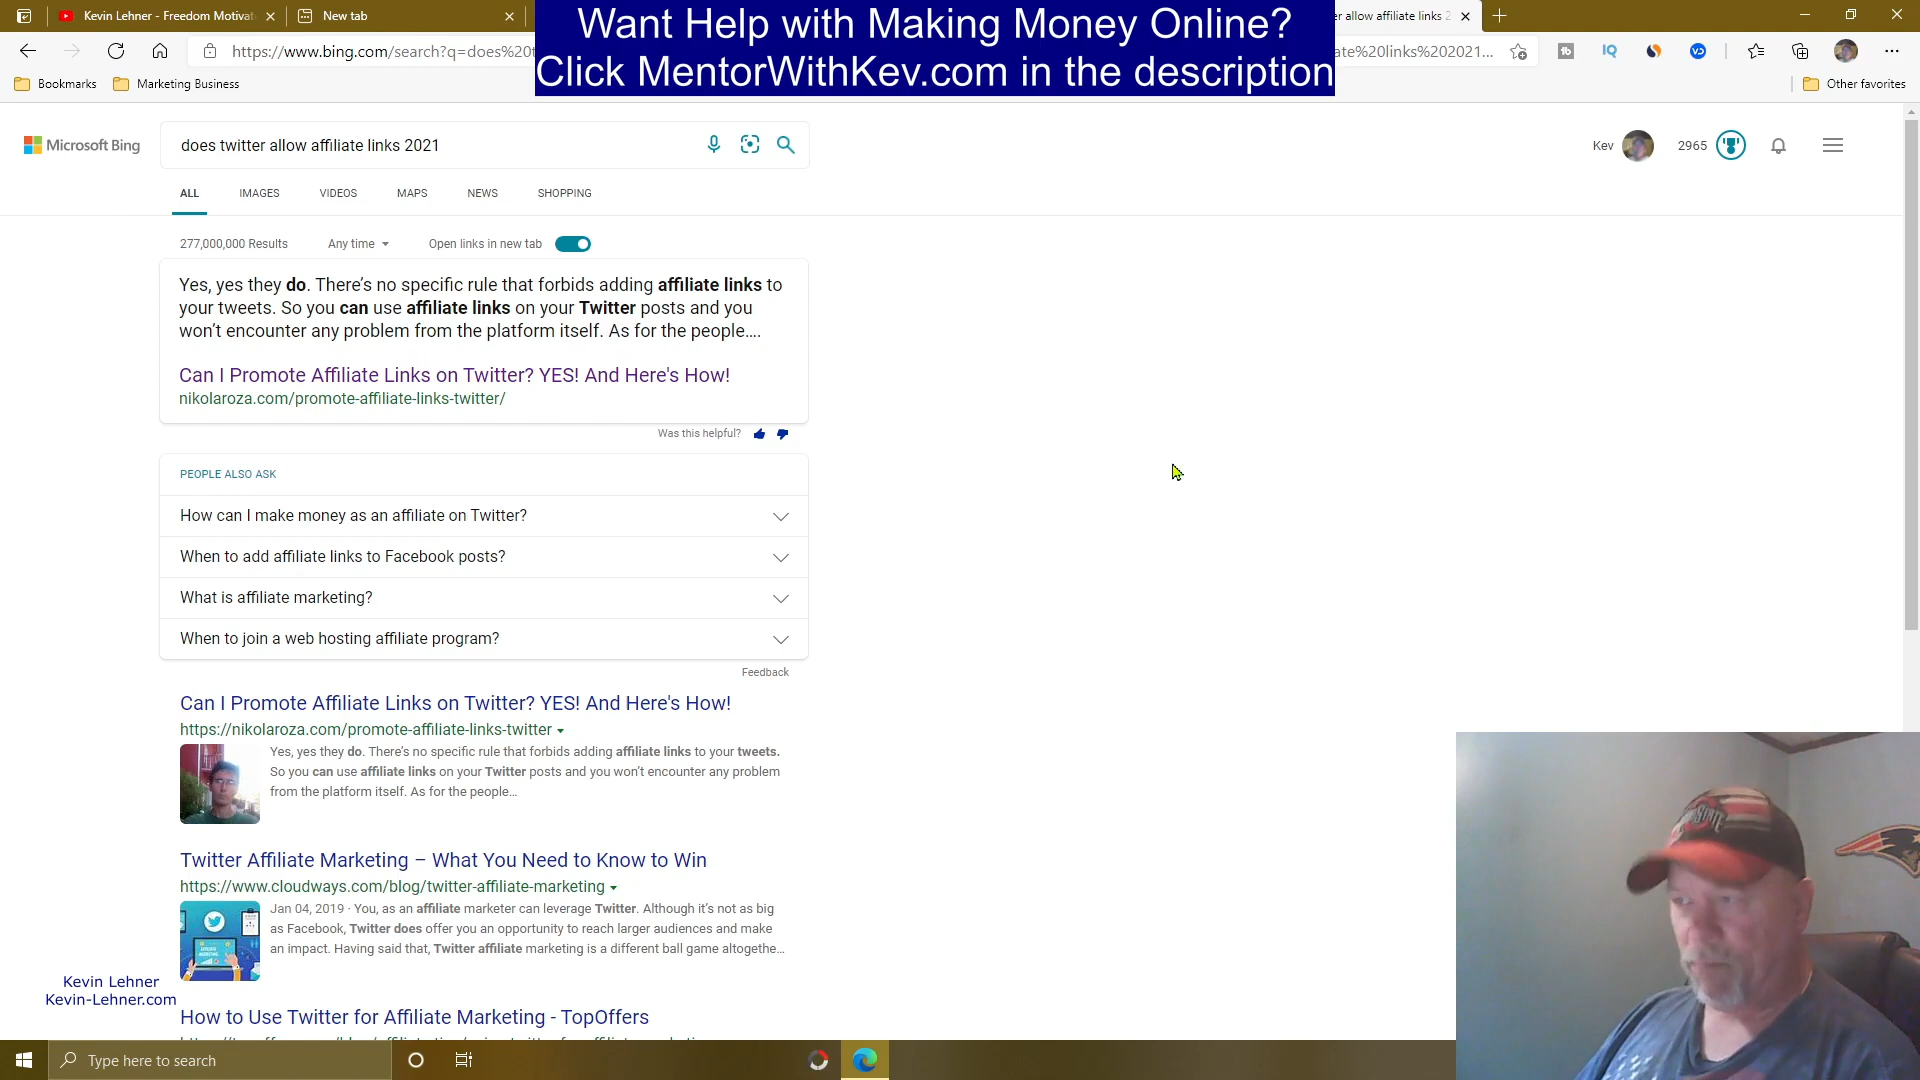 Kevin Lehner - Freedom Motivat
New tab
er allow affiliate links 2
Want Help with Making Money Online?
Click MentorWithKev.com in the description
https://www.bing.com/search?q=does%20t
ate%20links%202021...
Bookmarks
Marketing Business
Other favorites
Microsoft Bing
does twitter allow affiliate links 2021
Kev
2965
ALL IMAGES VIDEOS MAPS NEWS SHOPPING
277,000,000 Results Any time Open links in new tab
Yes, yes they do. There's no specific rule that forbids adding affiliate links to
your tweets. So you can use affiliate links on your Twitter posts and you
won't encounter any problem from the platform itself. As for the people....
Can I Promote Affiliate Links on Twitter? YES! And Here's How!
nikolaroza.com/promote-affiliate-links-twitter/
Was this helpful?
PEOPLE ALSO ASK
How can I make money as an affiliate on Twitter?
When to add affiliate links to Facebook posts?
What is affiliate marketing?
When to join a web hosting affiliate program?
Feedback
Can I Promote Affiliate Links on Twitter? YES! And Here's How!
https://nikolaroza.com/promote-affiliate-links-twitter
Yes, yes they do. There's no specific rule that forbids adding affiliate links to your tweets.
So you can use affiliate links on your Twitter posts and you won't encounter any problem
from the platform itself. As for the people...
Twitter Affiliate Marketing – What You Need to Know to Win
https://www.cloudways.com/blog/twitter-affiliate-marketing
Jan 04, 2019 · You, as an affiliate marketer can leverage Twitter. Although it's not as big
as Facebook, Twitter does offer you an opportunity to reach larger audiences and make
an impact. Having said that, Twitter affiliate marketing is a different ball game altogethe...
Kevin Lehner
Kevin-Lehner.com
How to Use Twitter for Affiliate Marketing - TopOffers
Type here to search